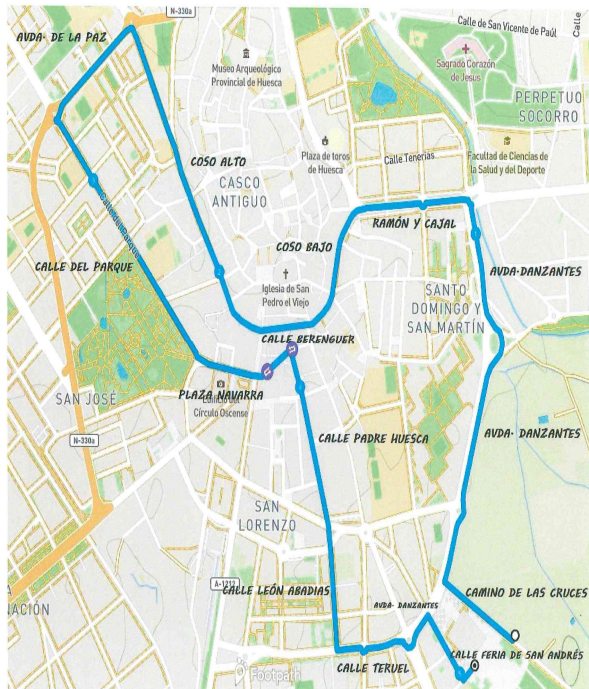 N-330a
Calle de San Vicente de Paúl
Calle
AVDA. DE LA PAZ
Museo Arqueológico
Provincial de Huesca
Sagrado Corazón
de Jesus
PERPETUO
SOCORRO
COSO ALTO
Plaza de toros
de Huesca
Calle Tenerías
Facultad de Ciencias de
la Salud y del Deporte
CASCO
ANTIGUO
Calle del Parque
RAMÓN Y CAJAL
COSO BAJO
CALLE DEL PARQUE
AVDA. DANZANTES
Iglesia de San
Pedro el Viejo
SANTO
DOMINGO Y
SAN MARTÍN
CALLE BERENGUER
PLAZA NAVARRA
Círculo Oscense
SAN JOSÉ
N-330a
CALLE PADRE HUESCA
AVDA. DANZANTES
SAN
LORENZO
A-1212
CALLE LEÓN ABADIAS
CAMINO DE LAS CRUCES
AVDA. DANZANTES
NACIÓN
CALLE FERIA DE SAN ANDRÉS
CALLE TERUEL
Footpath